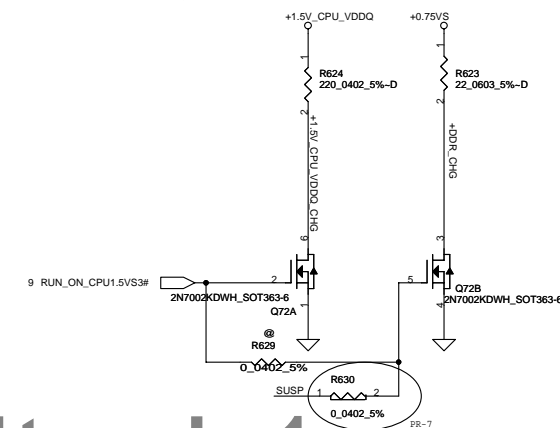 +1.5V_CPU_VDDQ
+0.75VS
1
1
R624
220_0402_5%~D
R623
22_0603_5%~D
2
2
+1.5V_CPU_VDDQ_CHG
+DDR_CHG
6
3
9 RUN_ON_CPU1.5VS3#
2
5
2N7002KDWH_SOT363-6
Q72A
1
Q72B
2N7002KDWH_SOT363-6
4
@
R629
0_0402_5%
R630
SUSP
1
2
0_0402_5%
PR-7